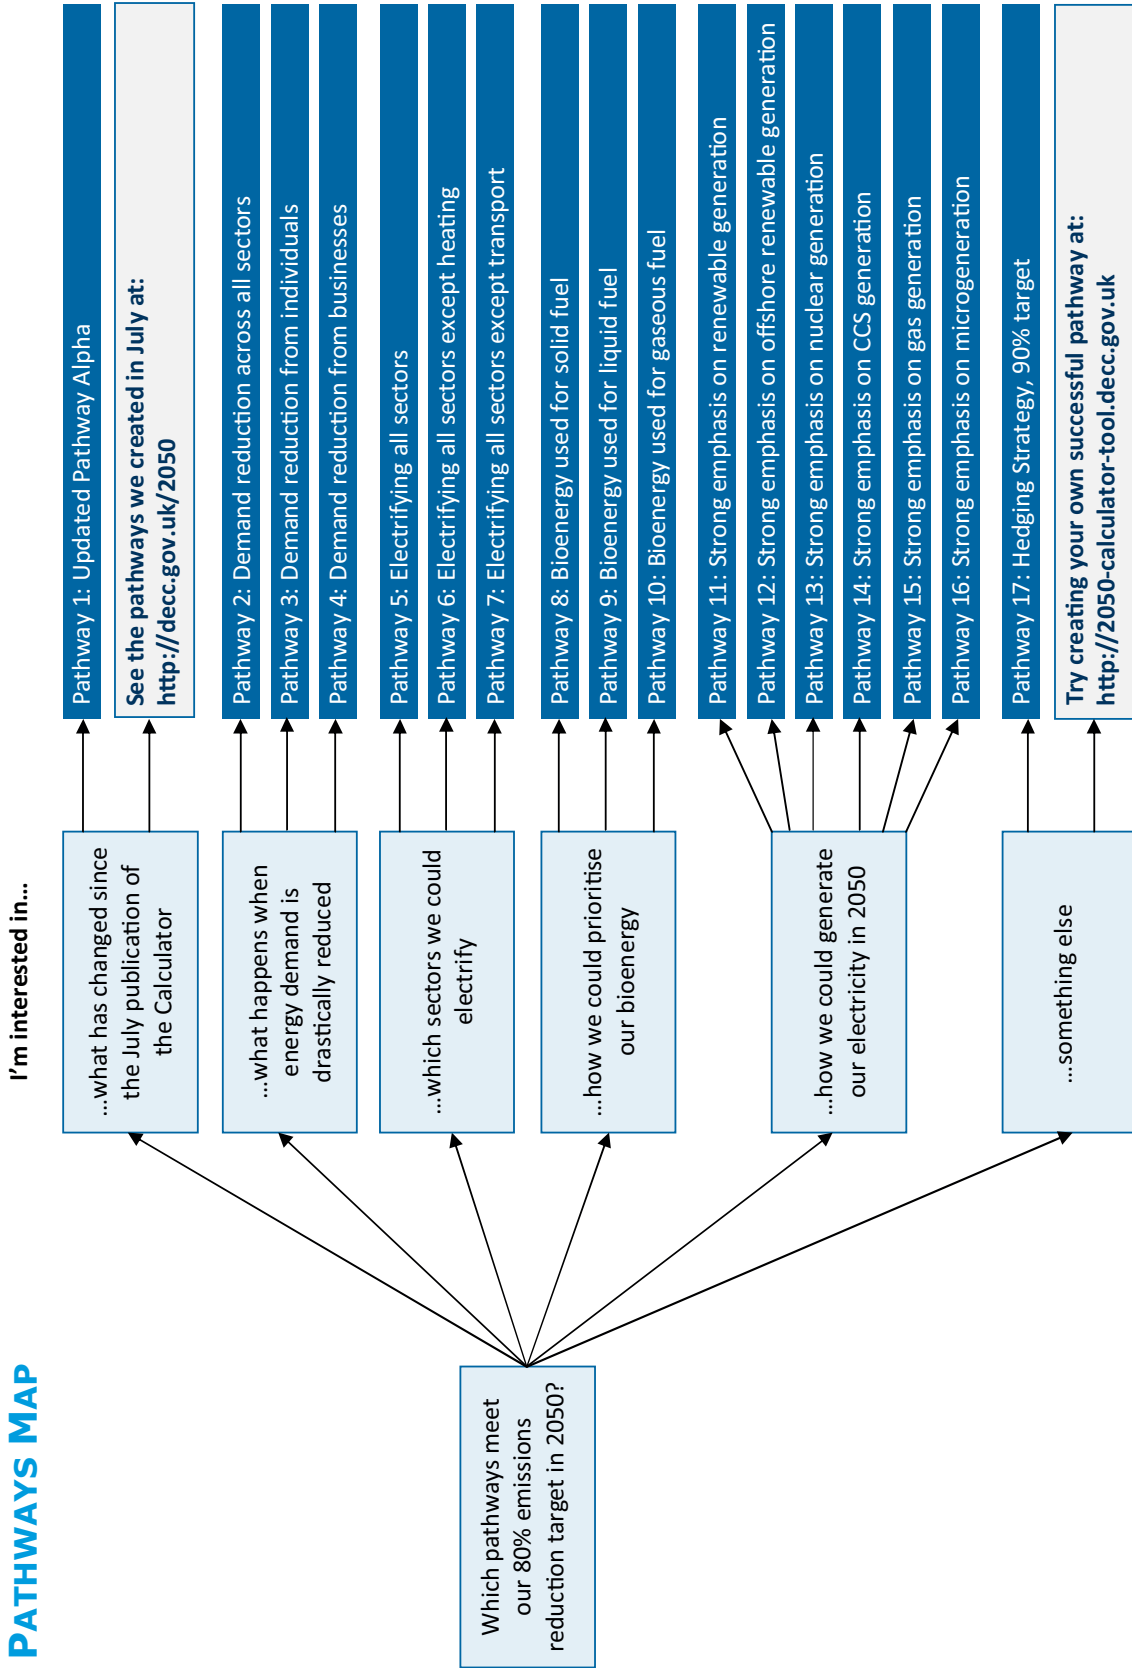 PATHWAYS MAP
I'm interested in...
Which pathways meet
our 80% emissions
reduction target in 2050?
...what has changed since
the July publication of
the Calculator
Pathway 1: Updated Pathway Alpha
See the pathways we created in July at:
http://decc.gov.uk/2050
...what happens when
energy demand is
drastically reduced
Pathway 2: Demand reduction across all sectors
Pathway 3: Demand reduction from individuals
Pathway 4: Demand reduction from businesses
...which sectors we could
electrify
Pathway 5: Electrifying all sectors
Pathway 6: Electrifying all sectors except heating
Pathway 7: Electrifying all sectors except transport
...how we could prioritise
our bioenergy
Pathway 8: Bioenergy used for solid fuel
Pathway 9: Bioenergy used for liquid fuel
Pathway 10: Bioenergy used for gaseous fuel
...how we could generate
our electricity in 2050
Pathway 11: Strong emphasis on renewable generation
Pathway 12: Strong emphasis on offshore renewable generation
Pathway 13: Strong emphasis on nuclear generation
Pathway 14: Strong emphasis on CCS generation
Pathway 15: Strong emphasis on gas generation
Pathway 16: Strong emphasis on microgeneration
...something else
Pathway 17: Hedging Strategy, 90% target
Try creating your own successful pathway at:
http://2050-calculator-tool.decc.gov.uk